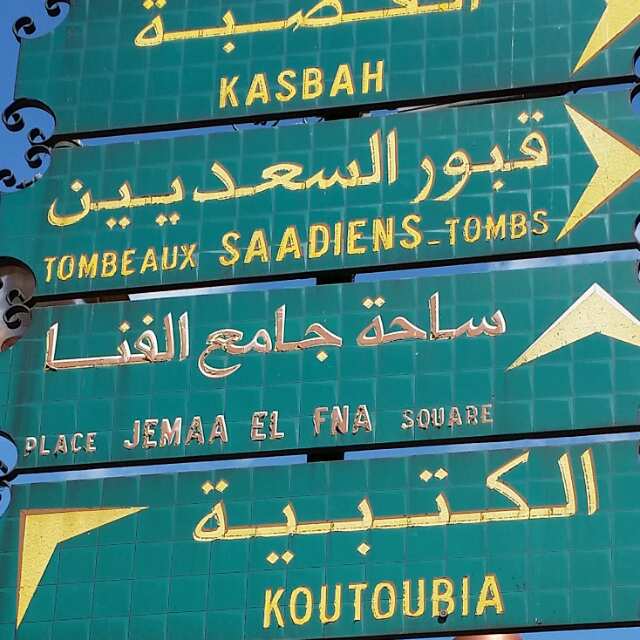 القصبة
KASBAH
قبور السعديين
TOMBEAUX SAADIENS-TOMBS
ساحة جامع الفنا
PLACE JEMAA EL FNA SQUARE
الكتبية
KOUTOUBIA